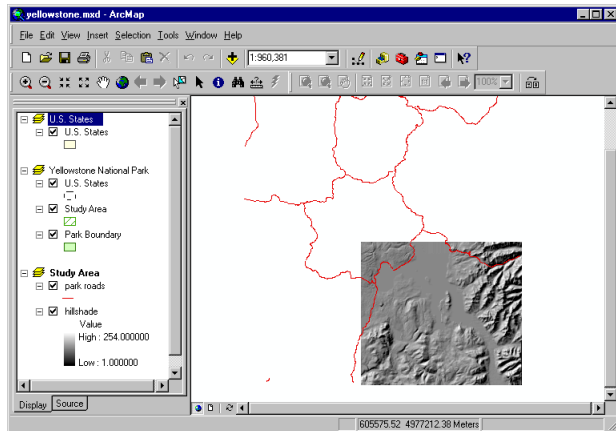 yellowstone.mxd - ArcMap
File Edit View Insert Selection Tools Window Help
1:960,381
100%
U.S. States
U.S. States
Yellowstone National Park
U.S. States
Study Area
Park Boundary
Study Area
park roads
hillshade
Value
High : 254.000000
Low : 1.000000
Display Source
605575.52 4977212.38 Meters